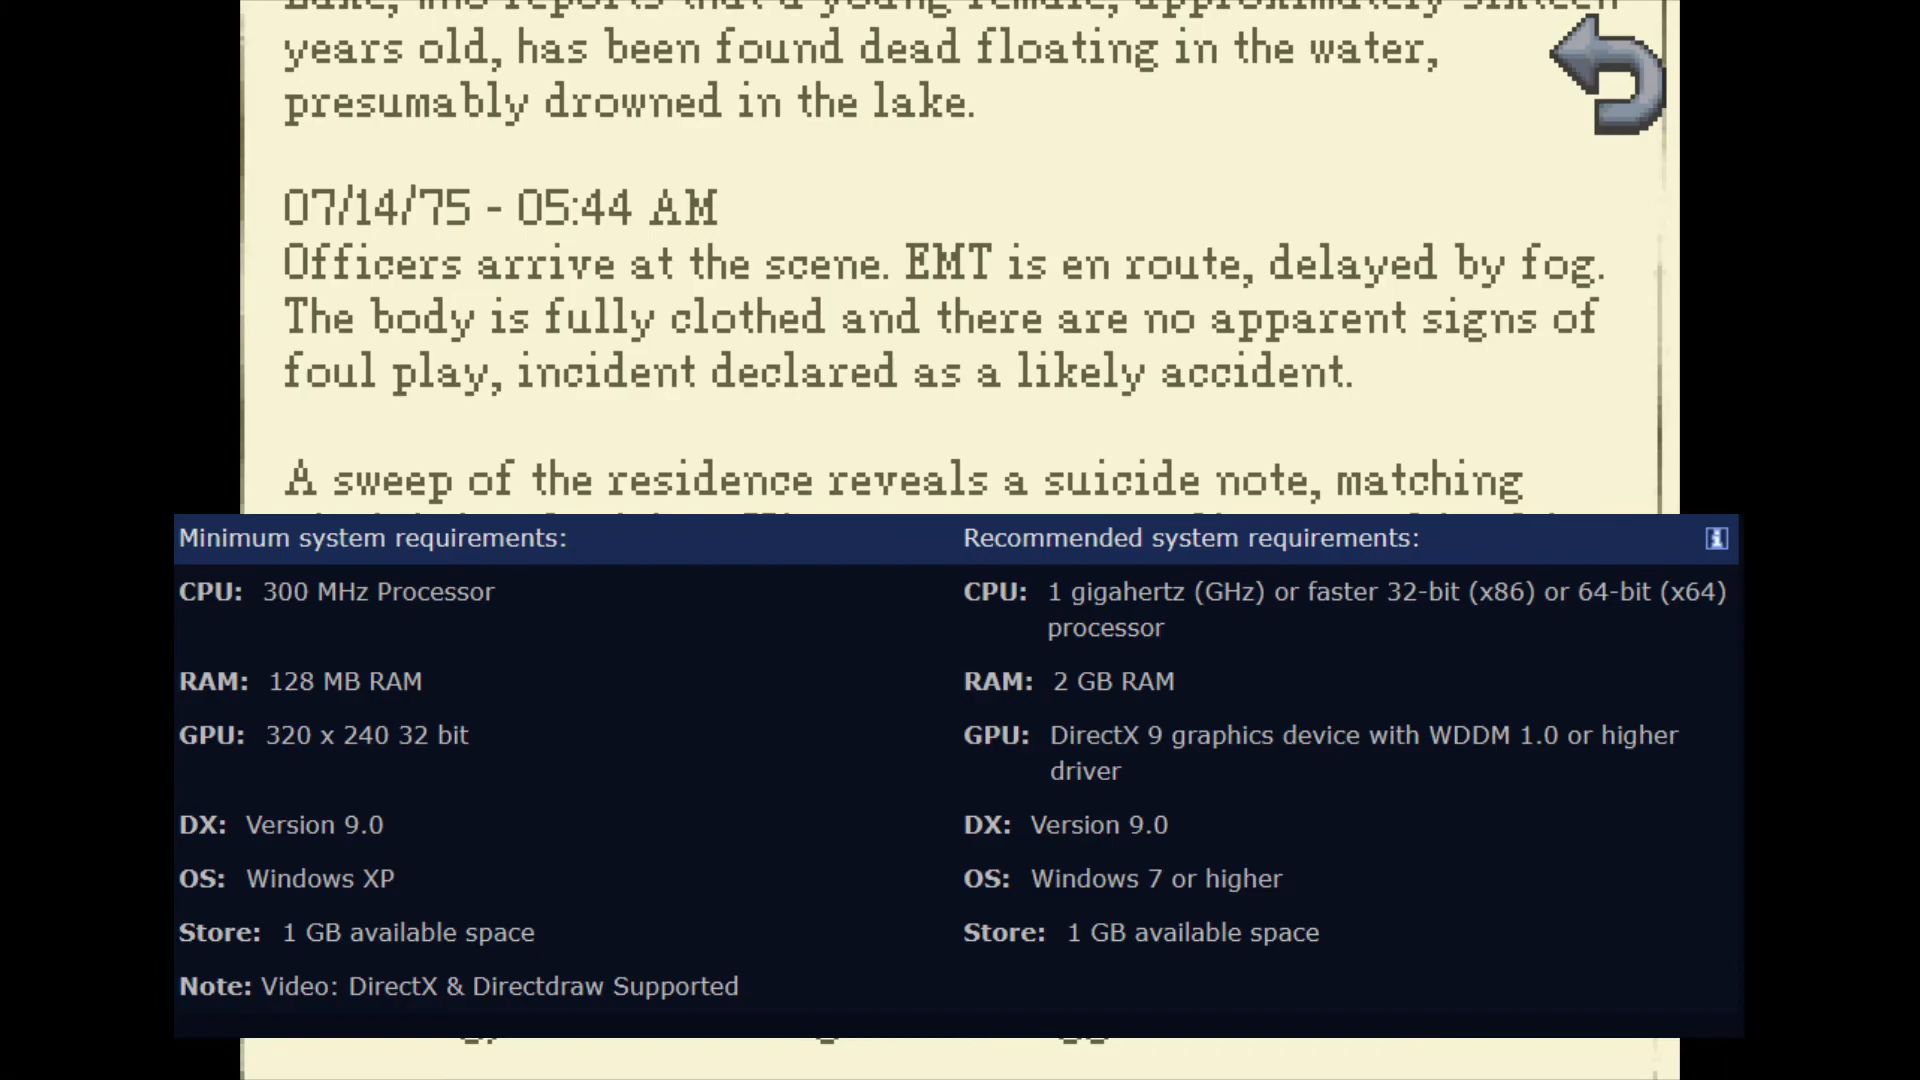 years old, has been found dead floating in the water,
presumably drowned in the lake.
07/14/'75 - 05:44 AM
Officers arrive at the scene. EMT is en route, delayed by fog.
The body is fully clothed and there are no apparent signs of
foul play, incident declared as a likely accident.
A sweep of the residence reveals a suicide note, matching
Minimum system requirements:
Recommended system requirements:
CPU: 300 MHz Processor
CPU: 1 gigahertz (GHz) or faster 32-bit (x86) or 64-bit (x64)
processor
RAM: 128 MB RAM
RAM: 2 GB RAM
GPU: 320 x 240 32 bit
GPU: DirectX 9 graphics device with WDDM 1.0 or higher
driver
DX: Version 9.0
DX: Version 9.0
OS: Windows XP
OS: Windows 7 or higher
Store: 1 GB available space
Store: 1 GB available space
Note: Video: DirectX & Directdraw Supported